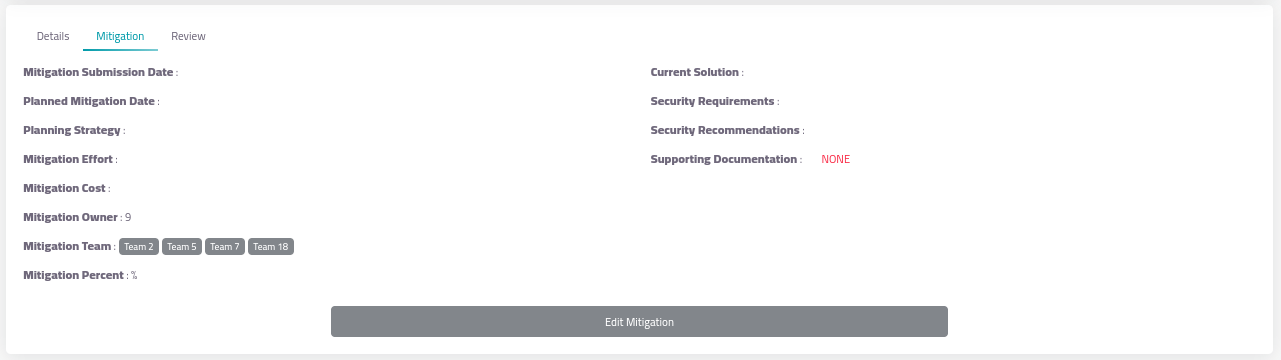 Details Mitigation Review
Mitigation Submission Date :
Planned Mitigation Date :
Planning Strategy :
Mitigation Effort :
Mitigation Cost :
Mitigation Owner : 9
Mitigation Team : Team 2 Team 5 Team 7 Team 18
Mitigation Percent : %
Current Solution :
Security Requirements :
Security Recommendations :
Supporting Documentation : NONE
Edit Mitigation